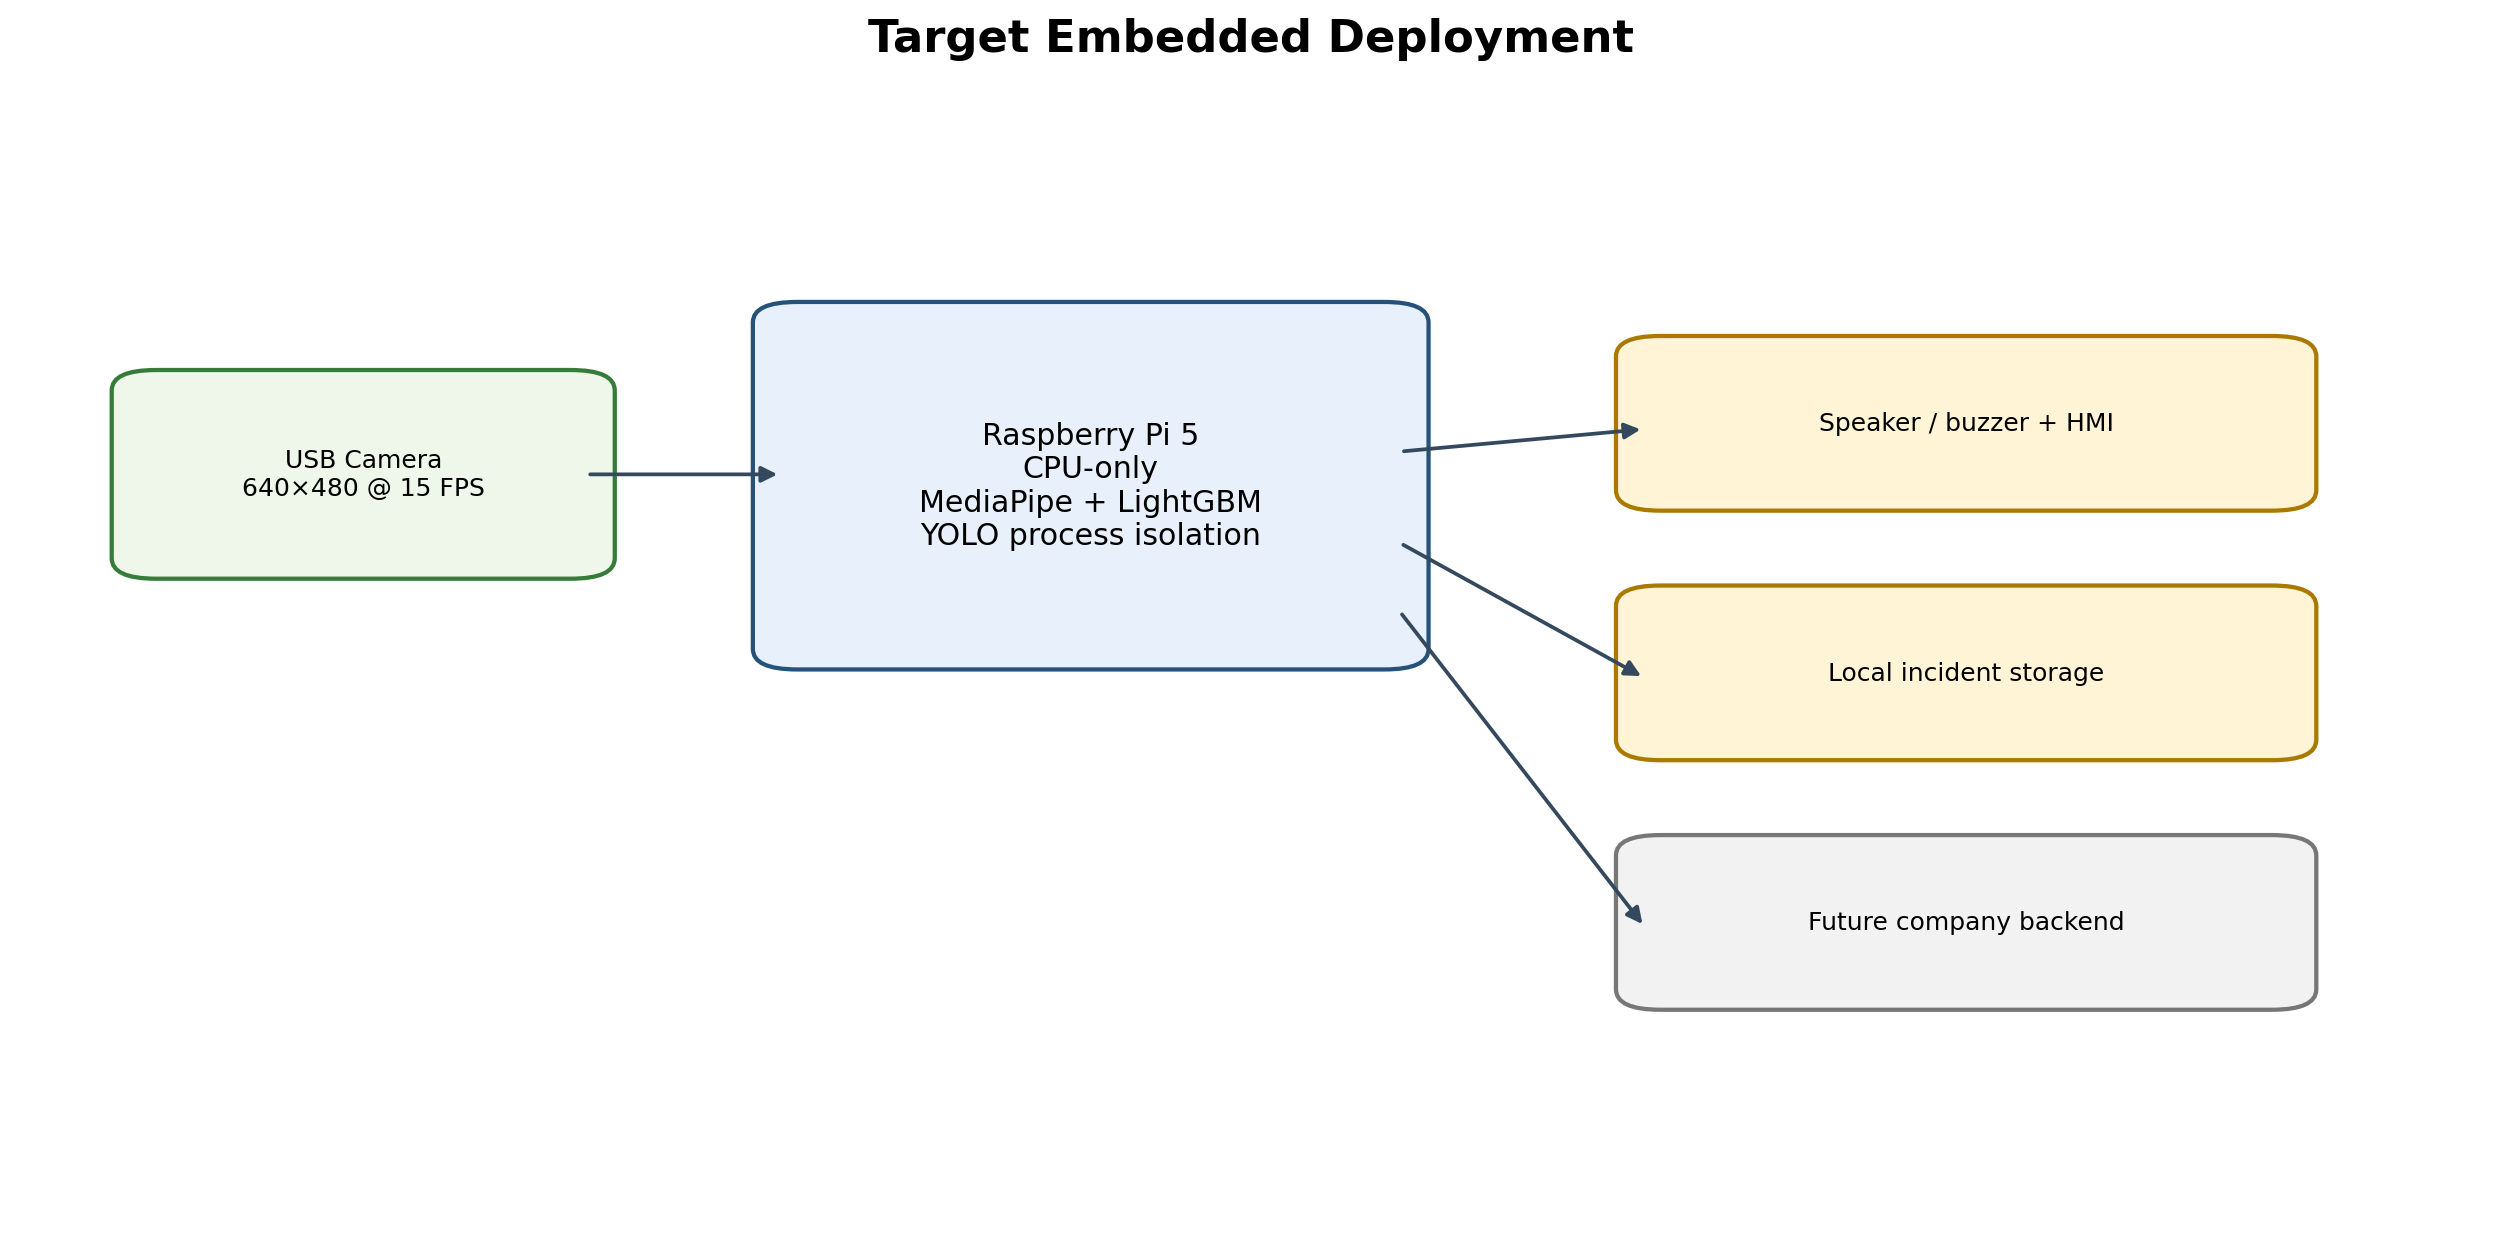 Target Embedded Deployment
USB Camera
640×480 @ 15 FPS
Raspberry Pi 5
CPU-only
MediaPipe + LightGBM
YOLO process isolation
Speaker / buzzer + HMI
Local incident storage
Future company backend